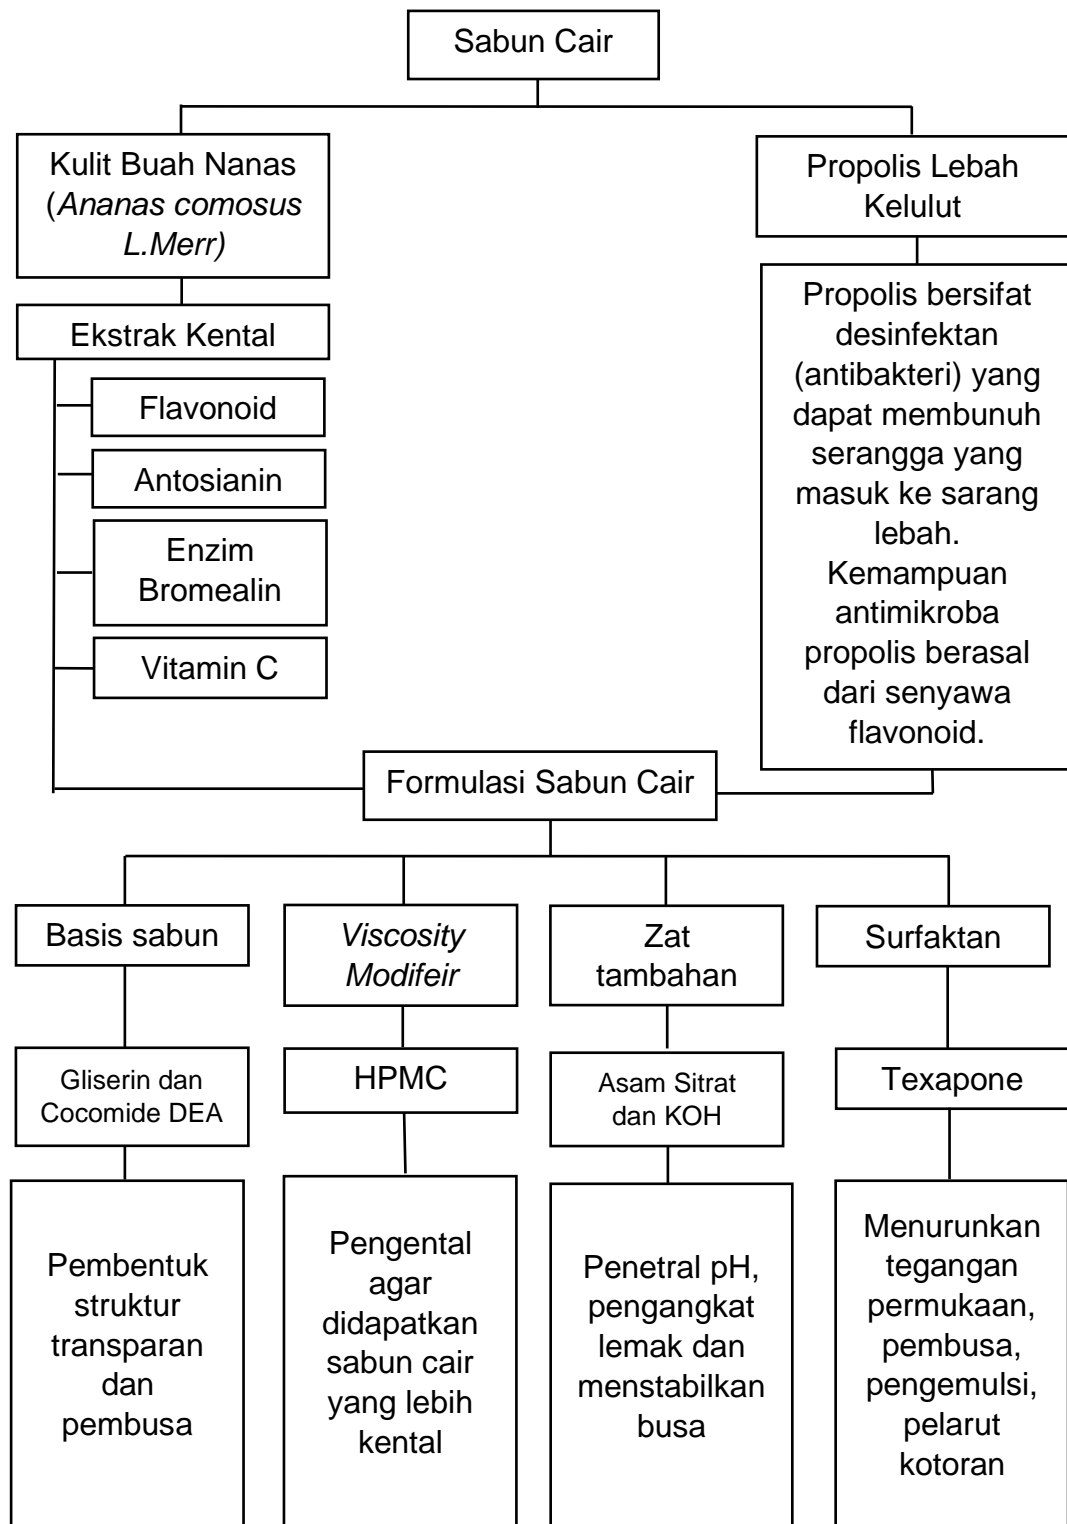 Sabun Cair
Kulit Buah Nanas
(Ananas comosus
L.Merr)
Propolis Lebah
Kelulut
Ekstrak Kental
Flavonoid
Antosianin
Enzim
Bromealin
Vitamin C
Propolis bersifat
desinfektan
(antibakteri) yang
dapat membunuh
serangga yang
masuk ke sarang
lebah.
Kemampuan
antimikroba
propolis berasal
dari senyawa
flavonoid.
Formulasi Sabun Cair
Basis sabun
Viscosity
Modifeir
Zat
tambahan
Surfaktan
Gliserin dan
Cocomide DEA
HPMC
Asam Sitrat
dan KOH
Texapone
Pembentuk
struktur
transparan
dan
pembusa
Pengental
agar
didapatkan
sabun cair
yang lebih
kental
Penetral pH,
pengangkat
lemak dan
menstabilkan
busa
Menurunkan
tegangan
permukaan,
pembusa,
pengemulsi,
pelarut
kotoran